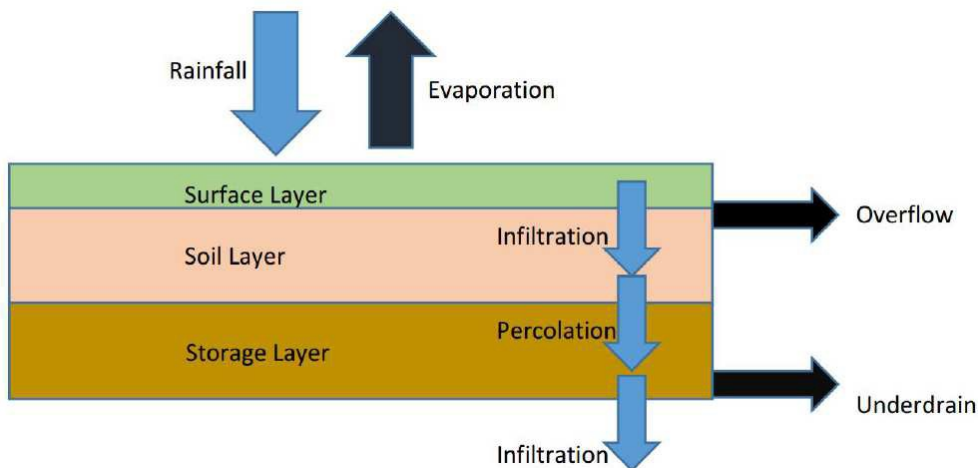 Rainfall
Evaporation
Surface Layer
Overflow
Infiltration
Soil Layer
Percolation
Storage Layer
Underdrain
Infiltration